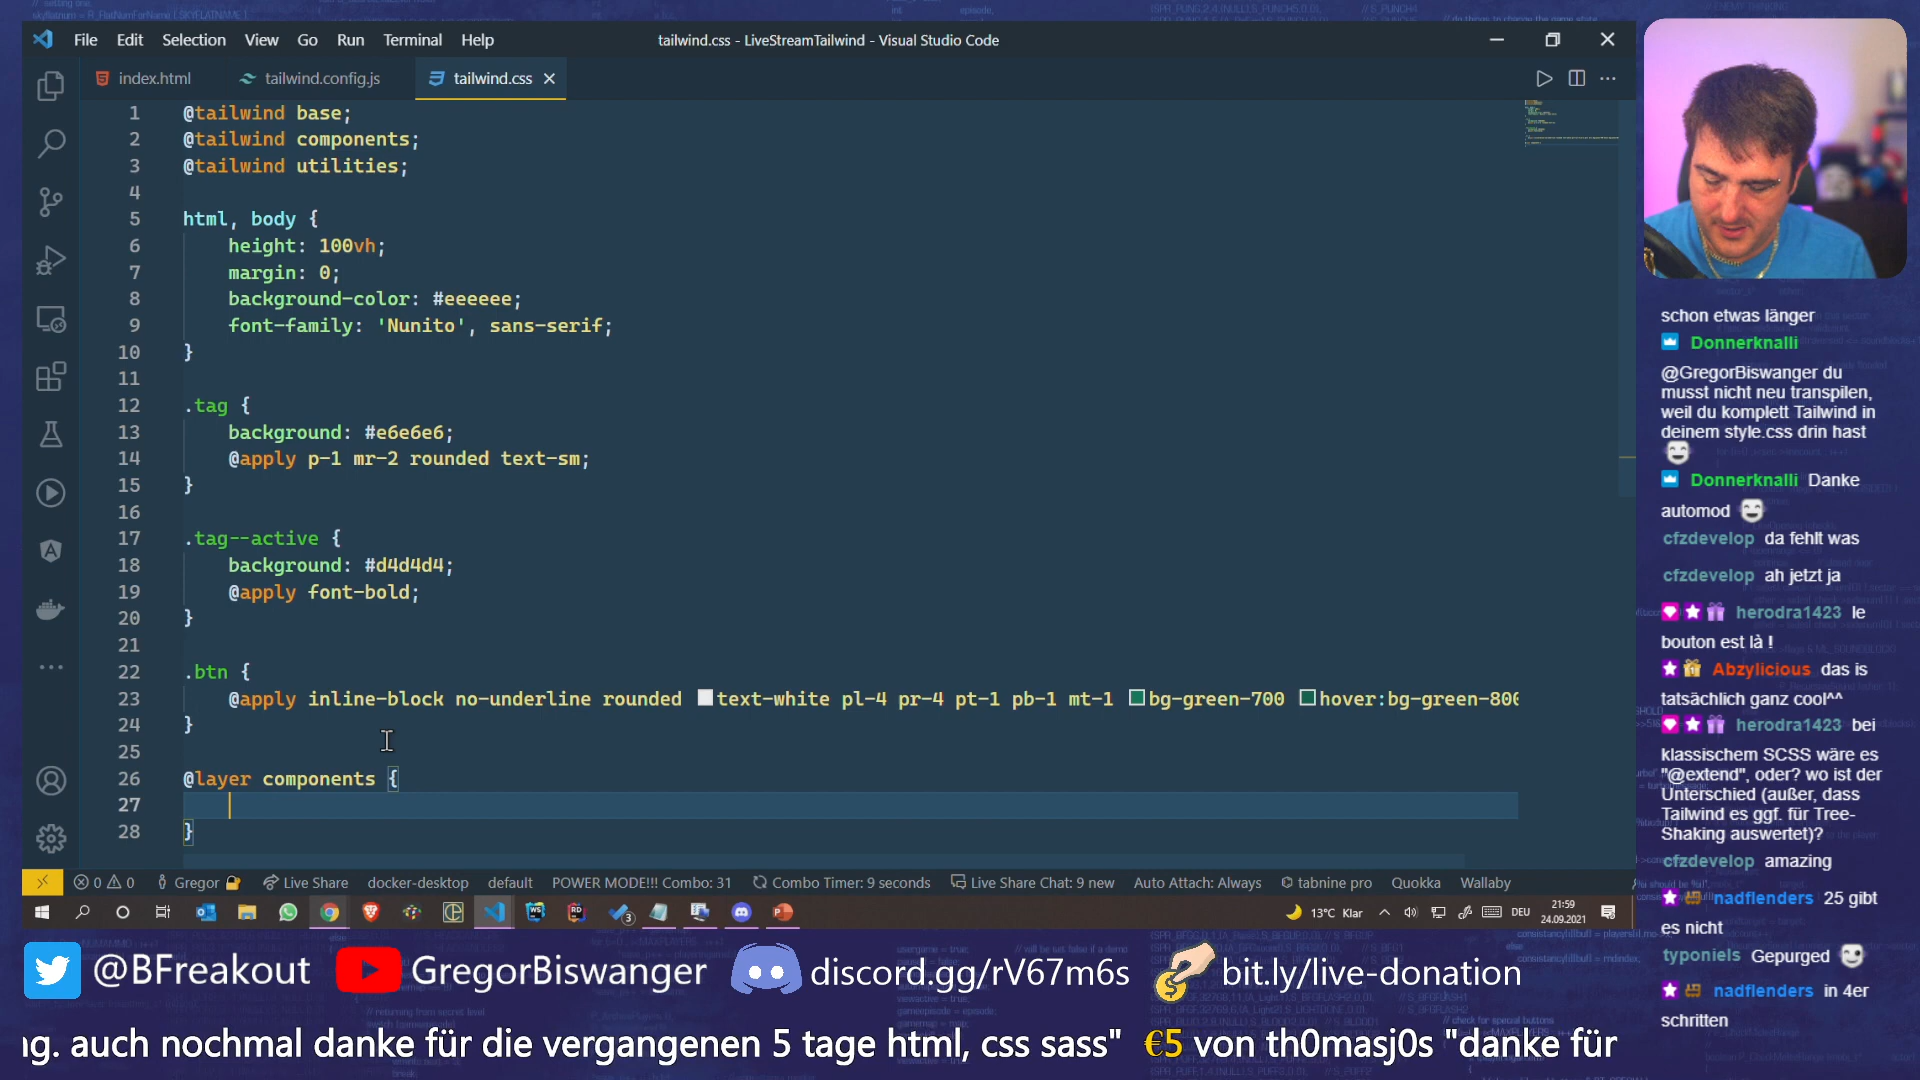 File Edit Selection View Go Run Terminal Help
tailwind.css - LiveStreamTailwind - Visual Studio Code
index.html
tailwind.config.js
tailwind.css
1 @tailwind base;
2 @tailwind components;
3 @tailwind utilities;
4
5 html, body {
6 height: 100vh;
7 margin: 0;
8 background-color: #eeeeee;
9 font-family: 'Nunito', sans-serif;
10 }
11
12 .tag {
13 background: #e6e6e6;
14 @apply p-1 mr-2 rounded text-sm;
15 }
16
17 .tag--active {
18 background: #d4d4d4;
19 @apply font-bold;
20 }
21
22 .btn {
23 @apply inline-block no-underline rounded text-white pl-4 pr-4 pt-1 pb-1 mt-1 bg-green-700 hover:bg-green-800
24 }
25
26 @layer components {
27
28 }
0 0 Gregor Live Share docker-desktop default POWER MODE!!! Combo: 31 Combo Timer: 9 seconds Live Share Chat: 9 new Auto Attach: Always tabnine pro Quokka Wallaby
3
13°C Klar
DEU
21:59
24.09.2021
schon etwas länger
Donnerknalli
@GregorBiswanger du
musst nicht neu transpilen,
weil du komplett Tailwind in
deinem style.css drin hast
Donnerknalli Danke
automod
cfzdevelop da fehlt was
cfzdevelop ah jetzt ja
herodra1423 le
bouton est là !
Abzylicious das is
tatsächlich ganz cool^^
herodra1423 bei
klassischem SCSS wäre es
"@extend", oder? wo ist der
Unterschied (außer, dass
Tailwind es ggf. für Tree-
Shaking auswertet)?
cfzdevelop amazing
nadflenders 25 gibt
es nicht
typoniels Gepurged
nadflenders in 4er
schritten
@BFreakout
GregorBiswanger
discord.gg/rV67m6s
bit.ly/live-donation
ng. auch nochmal danke für die vergangenen 5 tage html, css sass" €5 von th0masj0s "danke für